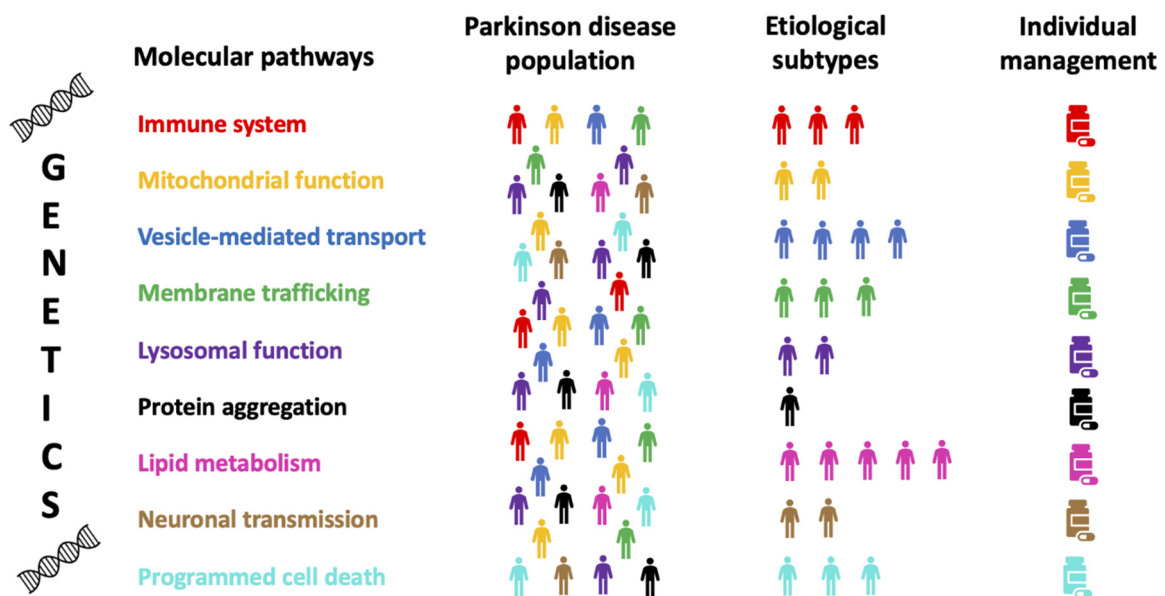 Molecular pathways
Parkinson disease
population
Etiological
subtypes
Individual
management
GENETICS
Immune system
Mitochondrial function
Vesicle-mediated transport
Membrane trafficking
Lysosomal function
Protein aggregation
Lipid metabolism
Neuronal transmission
Programmed cell death